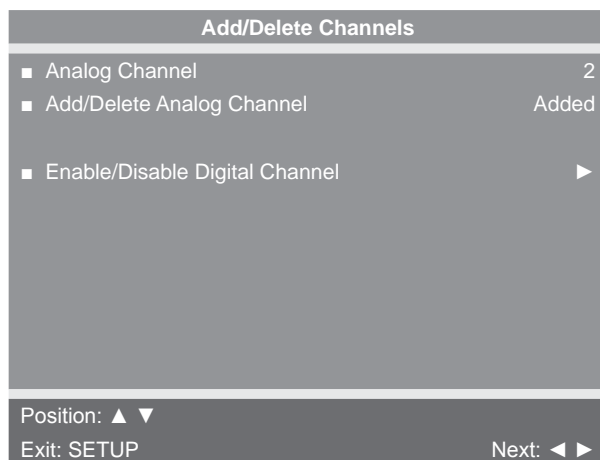 Add/Delete Channels
■ Analog Channel 2
■ Add/Delete Analog Channel Added
■ Enable/Disable Digital Channel ►
Position: ▲ ▼
Exit: SETUP Next: ◄ ►